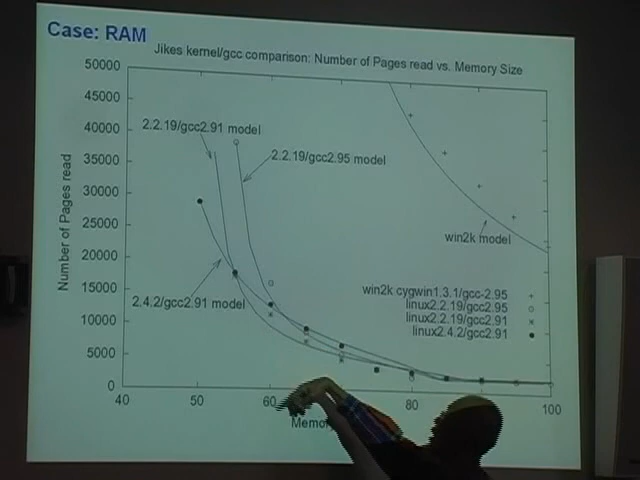 Case: RAM
Jikes kernel/gcc comparison: Number of Pages read vs. Memory Size
50000
45000
40000
35000
30000
25000
20000
15000
10000
5000
0
Number of Pages read
2.2.19/gcc2.91 model
2.2.19/gcc2.95 model
win2k model
2.4.2/gcc2.91 model
win2k cygwin1.3.1/gcc-2.95
linux2.2.19/gcc2.95
linux2.2.19/gcc2.91
linux2.4.2/gcc2.91
40 50 60 80 100